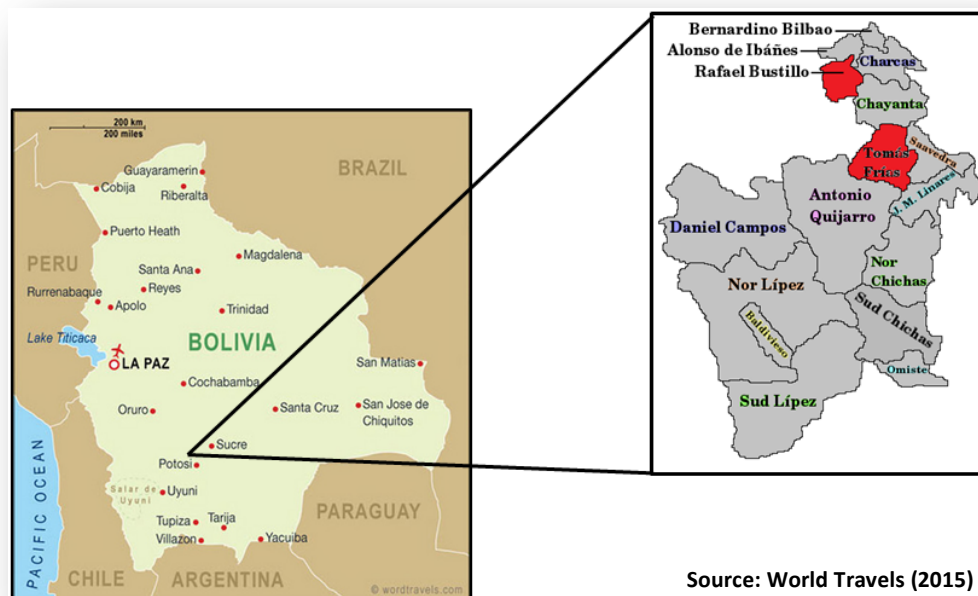 200 km
200 miles
BRAZIL
Guayaramerin
Cobija
Riberalta
Puerto Heath
PERU
Magdalena
Santa Ana
Rurrenabaque
Reyes
Apolo
Trinidad
Lake Titicaca
BOLIVIA
LA PAZ
San Matias
Cochabamba
Oruro
Santa Cruz
San Jose de
Chiquitos
Sucre
Potosi
Salar de
Uyuni
Uyuni
PARAGUAY
Tupiza
Tarija
Villazon
Yacuiba
PACIFIC OCEAN
CHILE
ARGENTINA
© wordtravels.com
Bernardino Bilbao
Alonso de Ibáñes
Charcas
Rafael Bustillo
Chayanta
Saavedra
Tomás
Frías
J. M. Linares
Antonio
Quijarro
Daniel Campos
Nor
Chichas
Nor Lípez
Sud Chichas
Baldivieso
Omiste
Sud Lípez
Source: World Travels (2015)